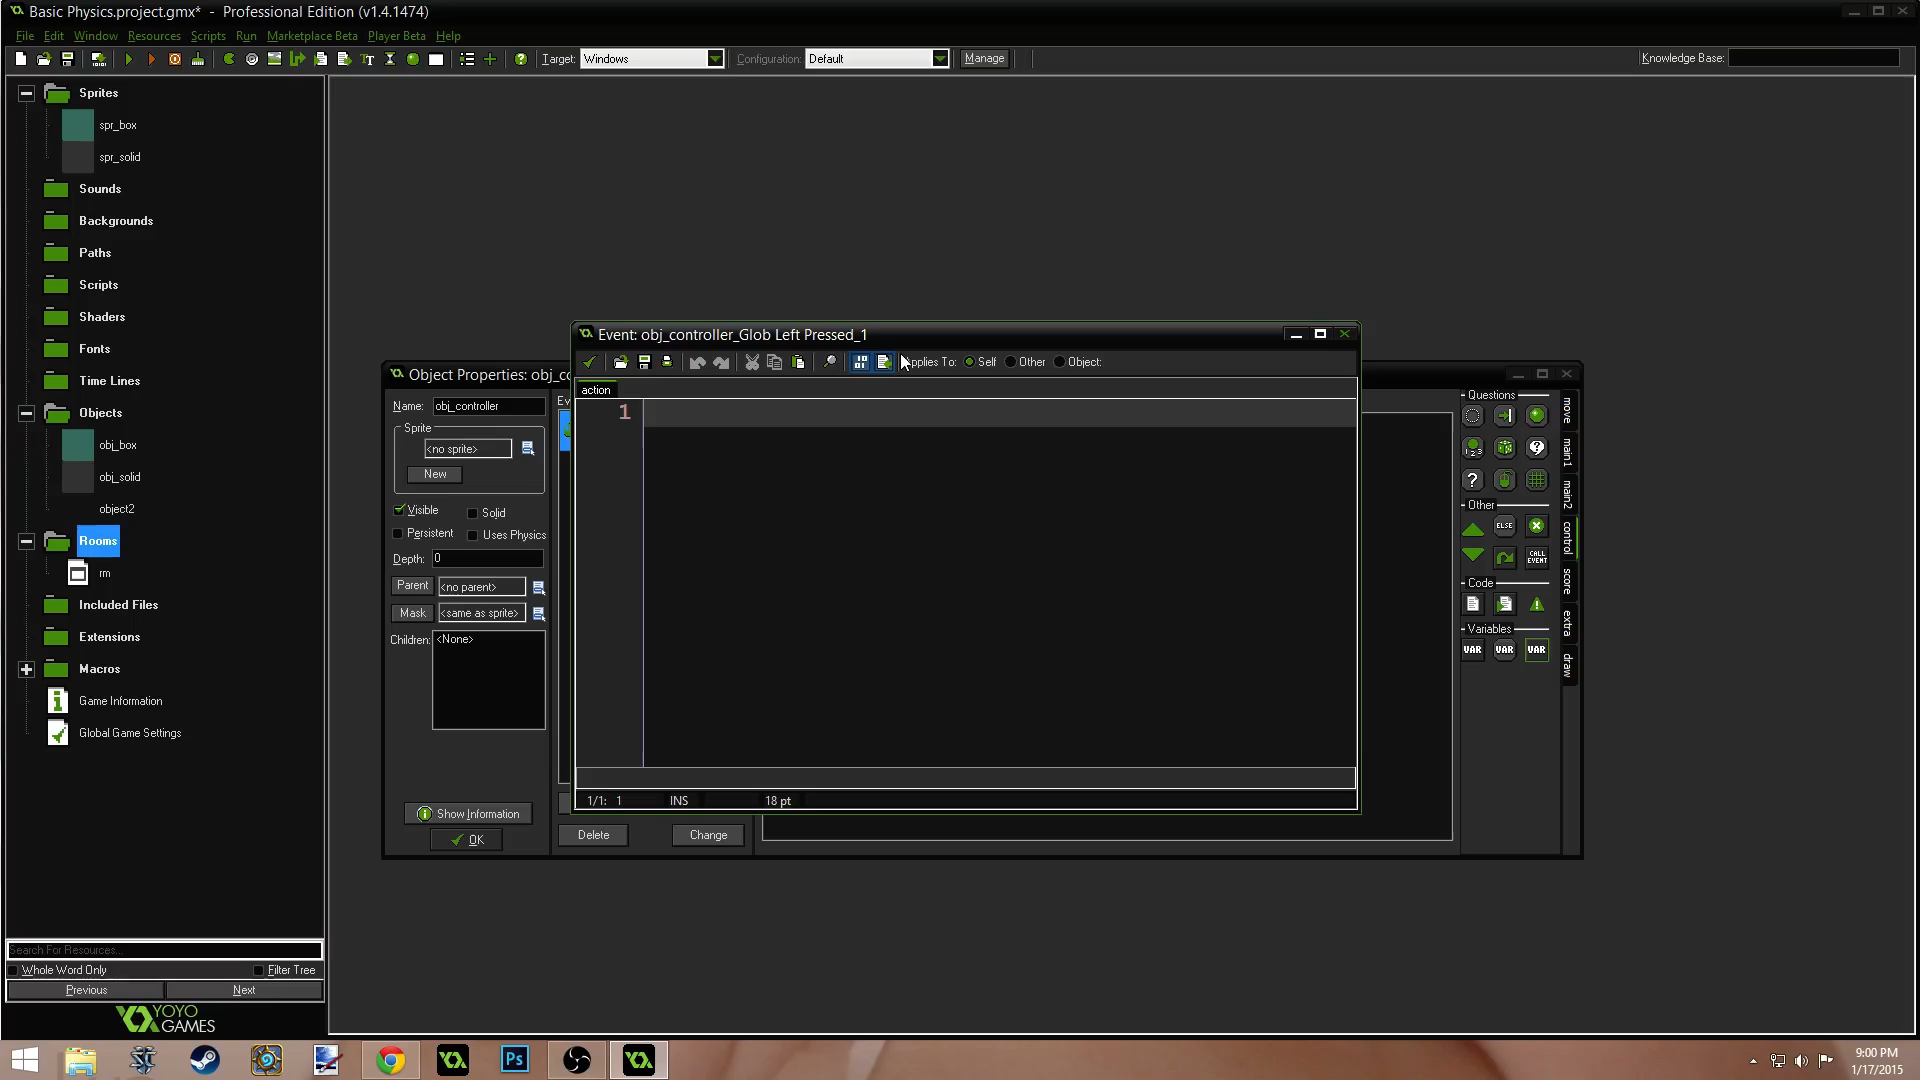 Basic Physics.project.gmx* - Professional Edition (v1.4.1474)
File Edit Window Resources Scripts Run Marketplace Beta Player Beta Help
Target: Windows Configuration: Default Manage Knowledge Base:
Sprites
spr_box
spr_solid
Sounds
Backgrounds
Paths
Scripts
Shaders
Fonts
Time Lines
Objects
obj_box
obj_solid
object2
Rooms
rm
Included Files
Extensions
Macros
Game Information
Global Game Settings
Search For Resources...
Whole Word Only Filter Tree
Previous Next
YOYO
GAMES
Object Properties: obj_co
Name: obj_controller
Sprite
<no sprite>
New
Visible Solid
Persistent Uses Physics
Depth: 0
Parent <no parent>
Mask <same as sprite>
Children: <None>
Show Information
OK
Ev
Delete Change
Event: obj_controller_Glob Left Pressed_1
pplies To: Self Other Object:
action
1
1/1: 1 INS 18 pt
Questions
1 2 3
?
Other
ELSE
CALL
EVENT
Code
Variables
VAR VAR VAR
move
main1
main2
control
score
extra
draw
Ps
9:00 PM
1/17/2015